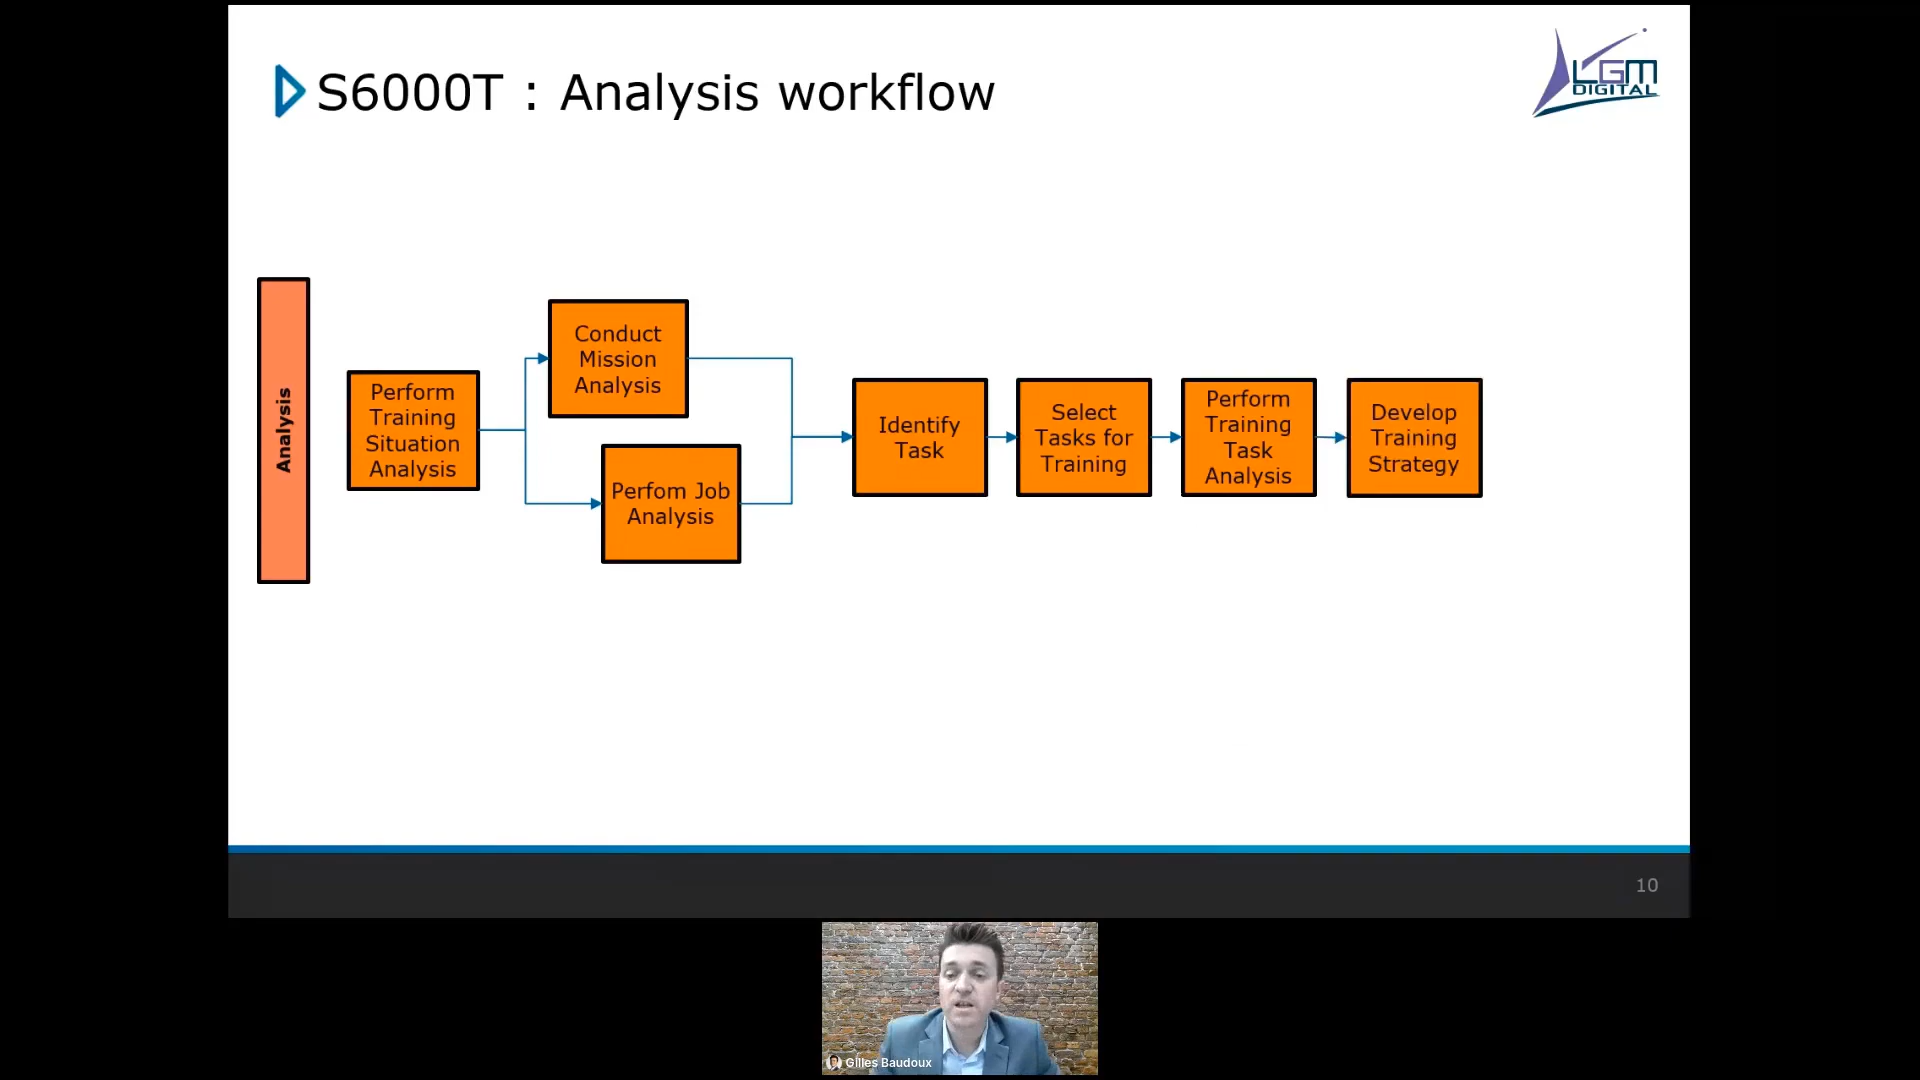 S6000T : Analysis workflow
LGM
DIGITAL
Analysis
Perform
Training
Situation
Analysis
Conduct
Mission
Analysis
Perfom Job
Analysis
Identify
Task
Select
Tasks for
Training
Perform
Training
Task
Analysis
Develop
Training
Strategy
10
Gilles Baudoux